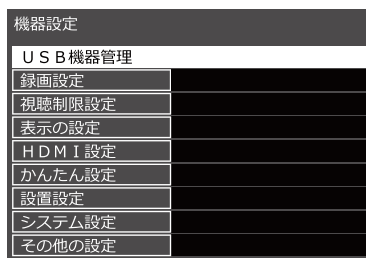 機器設定
ＵＳＢ機器管理
録画設定
視聴制限設定
表示の設定
ＨＤＭＩ設定
かんたん設定
設置設定
システム設定
その他の設定